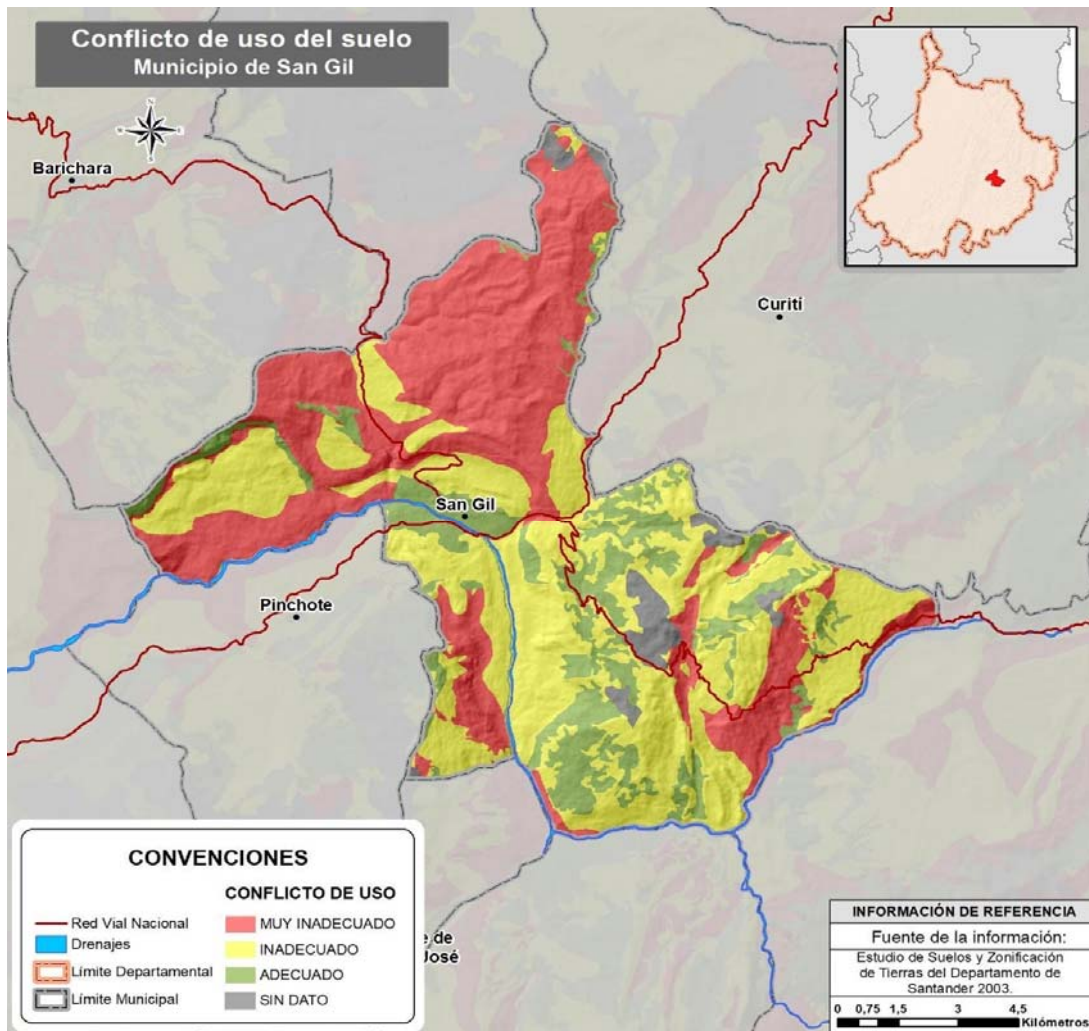 Conflicto de uso del suelo
Municipio de San Gil
Barichara
Curití
San Gil
Pinchote
e de
José
CONVENCIONES
CONFLICTO DE USO
Red Vial Nacional
Drenajes
Límite Departamental
Límite Municipal
MUY INADECUADO
INADECUADO
ADECUADO
SIN DATO
INFORMACIÓN DE REFERENCIA
Fuente de la información:
Estudio de Suelos y Zonificación
de Tierras del Departamento de
Santander 2003.
0 0,75 1,5 3 4,5
Kilómetros